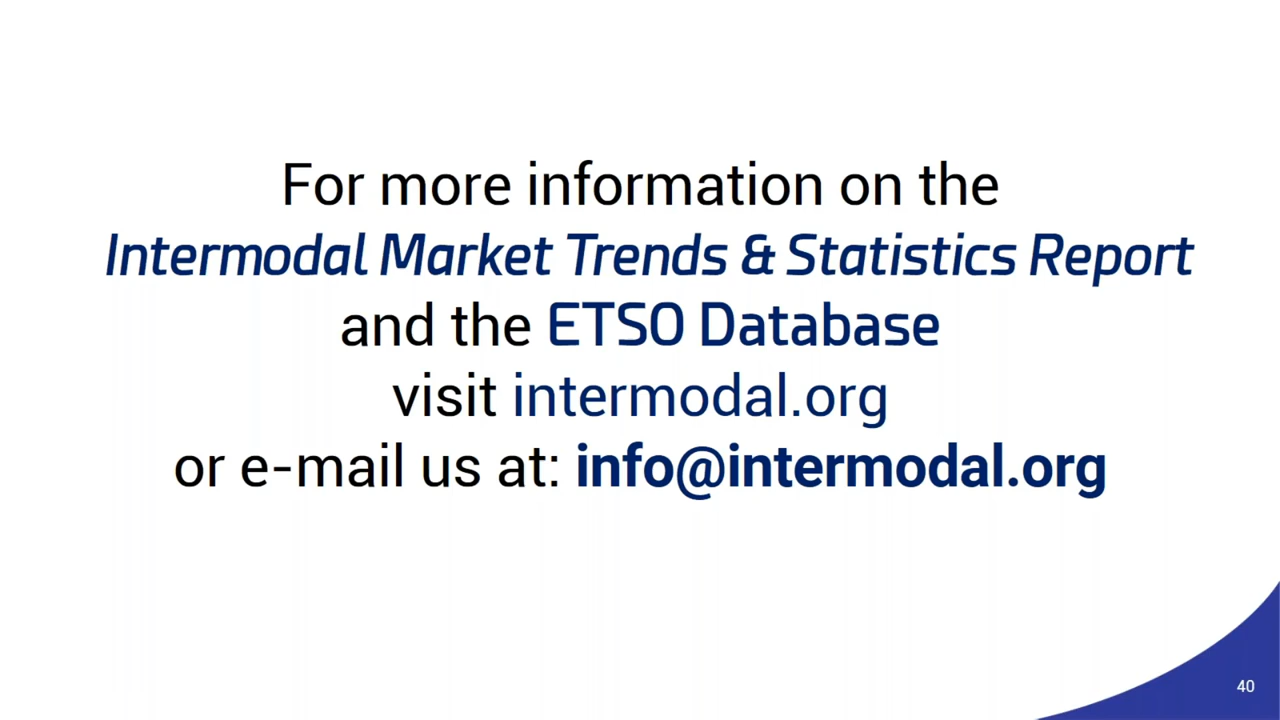 For more information on the
Intermodal Market Trends & Statistics Report
and the ETSO Database
visit intermodal.org
or e-mail us at: info@intermodal.org
40